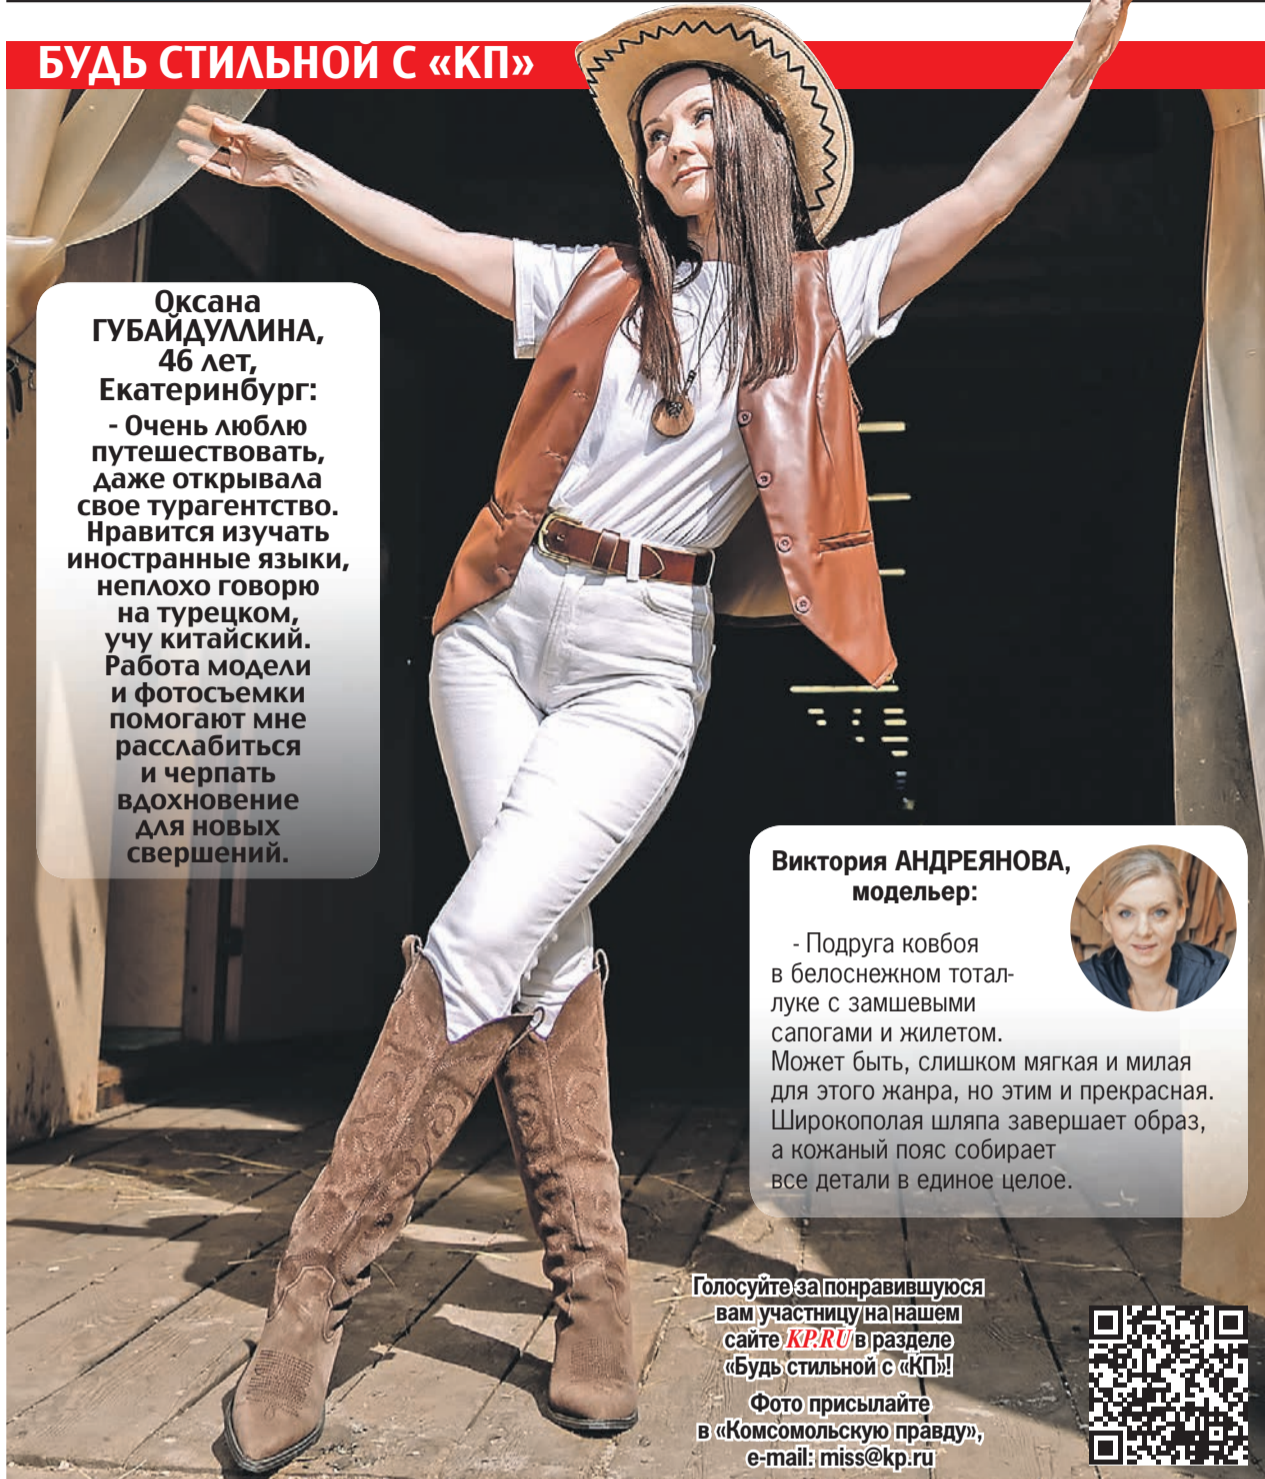 БУДЬ СТИЛЬНОЙ С «КП»
Оксана
ГУБАЙДУЛЛИНА,
46 лет,
Екатеринбург:
- Очень люблю
путешествовать,
даже открывала
свое турагентство.
Нравится изучать
иностранные языки,
неплохо говорю
на турецком,
учу китайский.
Работа модели
и фотосъемки
помогают мне
расслабиться
и черпать
вдохновение
для новых
свершений.
Виктория АНДРЕЯНОВА,
модельер:
- Подруга ковбоя
в белоснежном тотал-
луке с замшевыми
сапогами и жилетом.
Может быть, слишком мягкая и милая
для этого жанра, но этим и прекрасная.
Широкополая шляпа завершает образ,
а кожаный пояс собирает
все детали в единое целое.
Голосуйте за понравившуюся
вам участницу на нашем
сайте KP.RU в разделе
«Будь стильной с «КП»!
Фото присылайте
в «Комсомольскую правду»,
e-mail: miss@kp.ru